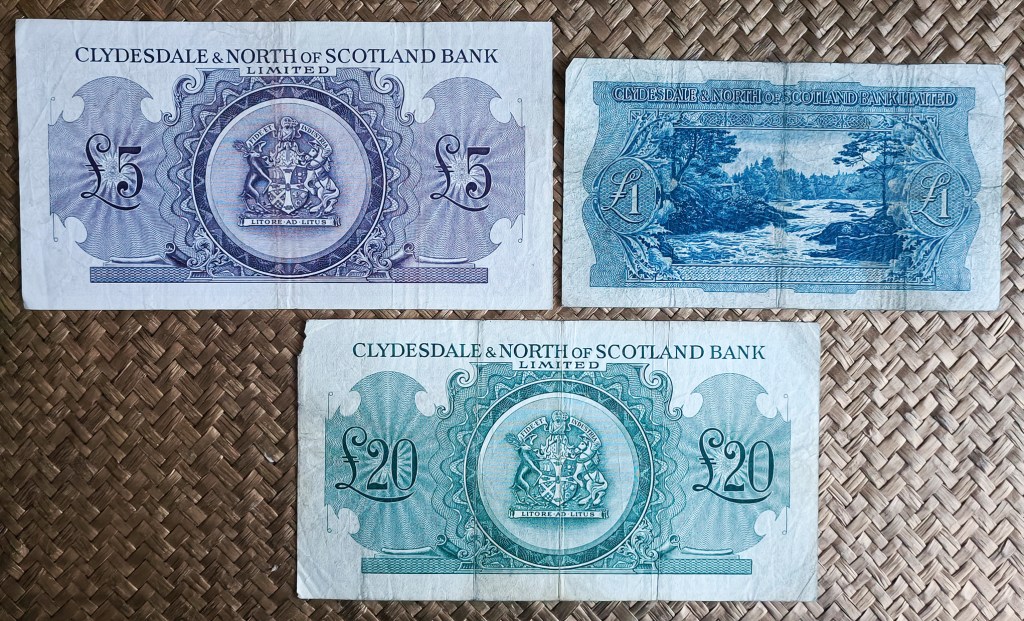 CLYDESDALE & NORTH OF SCOTLAND BANK
LIMITED
£5
£5
FIDE ET INDUSTRIA
LITORE·AD·LITUS
CLYDESDALE & NORTH OF SCOTLAND BANK LIMITED
£1
£1
CLYDESDALE & NORTH OF SCOTLAND BANK
LIMITED
£20
£20
FIDE ET INDUSTRIA
LITORE·AD·LITUS